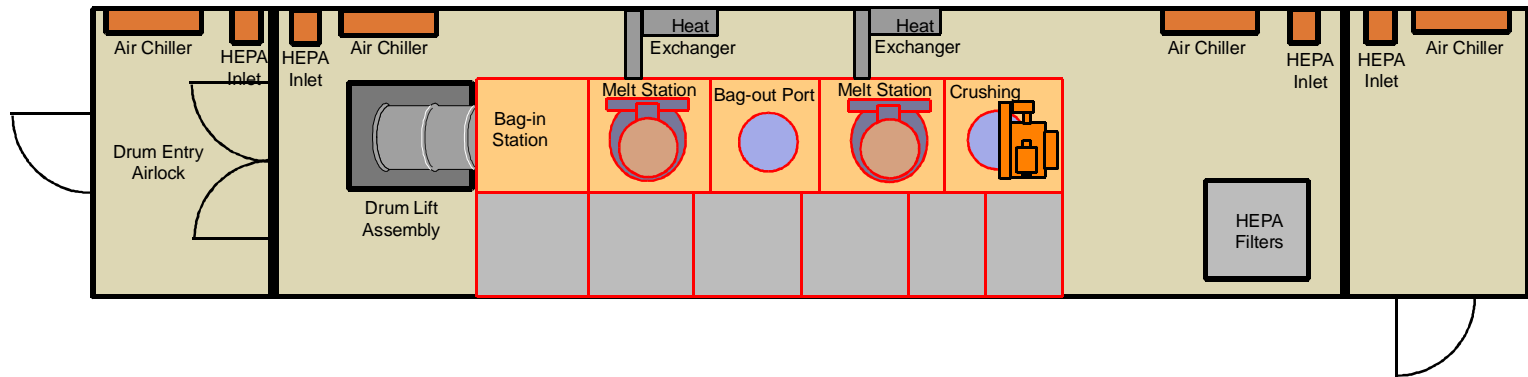 Air Chiller
HEPA
Inlet
HEPA
Inlet
Air Chiller
Heat
Exchanger
Heat
Exchanger
Air Chiller
HEPA
Inlet
HEPA
Inlet
Air Chiller
Drum Entry
Airlock
Drum Lift
Assembly
Bag-in
Station
Melt Station
Bag-out Port
Melt Station
Crushing
HEPA
Filters